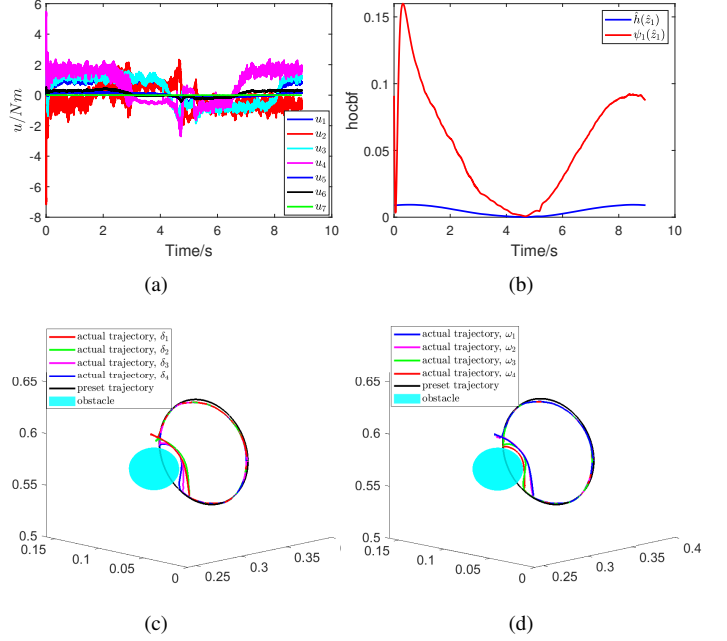 6
4
2
0
-2
-4
-6
-8
u/Nm
u₁
u₂
u₃
u₄
u₅
u₆
u₇
0
2
4
6
8
10
Time/s
(a)
0.15
0.1
0.05
0
hocbf
ĥ(ẑ₁)
ψ₁(ẑ₁)
0
2
4
6
8
10
Time/s
(b)
actual trajectory, δ₁
actual trajectory, δ₂
actual trajectory, δ₃
actual trajectory, δ₄
preset trajectory
obstacle
0.65
0.6
0.55
0.5
0.15
0.1
0.05
0
0.25
0.3
0.35
(c)
actual trajectory, ω₁
actual trajectory, ω₂
actual trajectory, ω₃
actual trajectory, ω₄
preset trajectory
obstacle
0.65
0.6
0.55
0.5
0.15
0.1
0.05
0
0.25
0.3
0.35
0.4
(d)